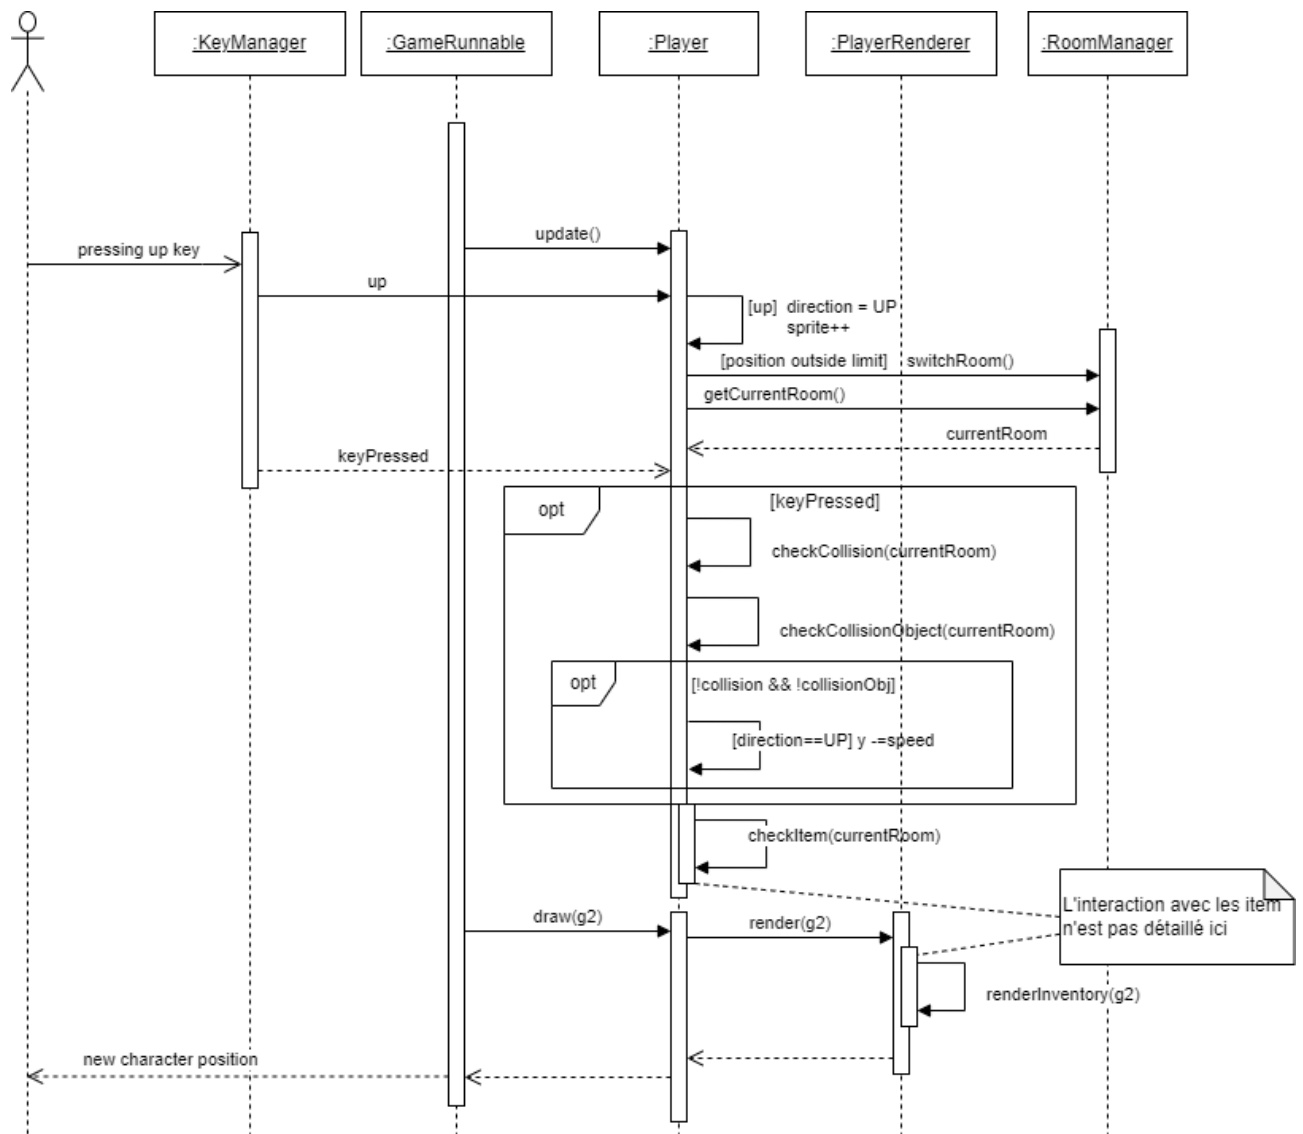 :KeyManager
:GameRunnable
:Player
:PlayerRenderer
:RoomManager
update()
pressing up key
up
[up] direction = UP
sprite++
[position outside limit] switchRoom()
getCurrentRoom()
currentRoom
keyPressed
opt
[keyPressed]
checkCollision(currentRoom)
checkCollisionObject(currentRoom)
opt
[!collision && !collisionObj]
[direction==UP] y -=speed
checkItem(currentRoom)
L'interaction avec les item
n'est pas détaillé ici
draw(g2)
render(g2)
renderInventory(g2)
new character position